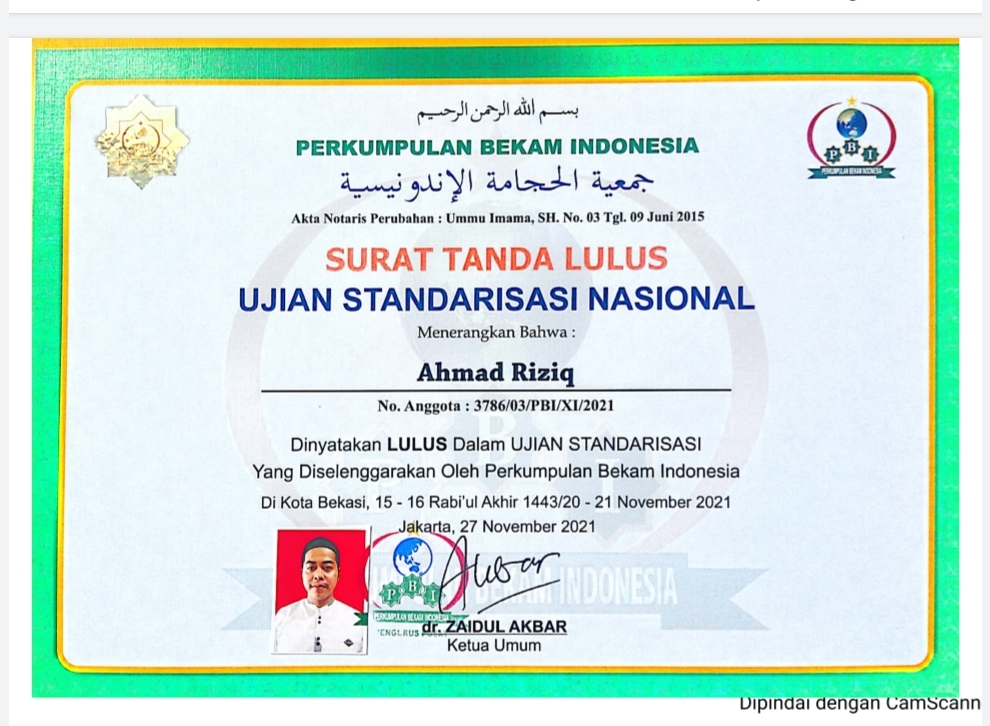 بسم الله الرحمن الرحيم
PERKUMPULAN BEKAM INDONESIA
جمعية الحجامة الإندونيسية
Akta Notaris Perubahan : Ummu Imama, SH. No. 03 Tgl. 09 Juni 2015
SURAT TANDA LULUS
UJIAN STANDARISASI NASIONAL
Menerangkan Bahwa :
Ahmad Riziq
No. Anggota : 3786/03/PBI/XI/2021
Dinyatakan LULUS Dalam UJIAN STANDARISASI
Yang Diselenggarakan Oleh Perkumpulan Bekam Indonesia
Di Kota Bekasi, 15 - 16 Rabi'ul Akhir 1443/20 - 21 November 2021
Jakarta, 27 November 2021
P B I
PERKUMPULAN BEKAM INDONESIA
P B I
PERKUMPULAN BEKAM INDONESIA
BEKAM INDONESIA
dr. ZAIDUL AKBAR
Ketua Umum
Dipindai dengan CamScann